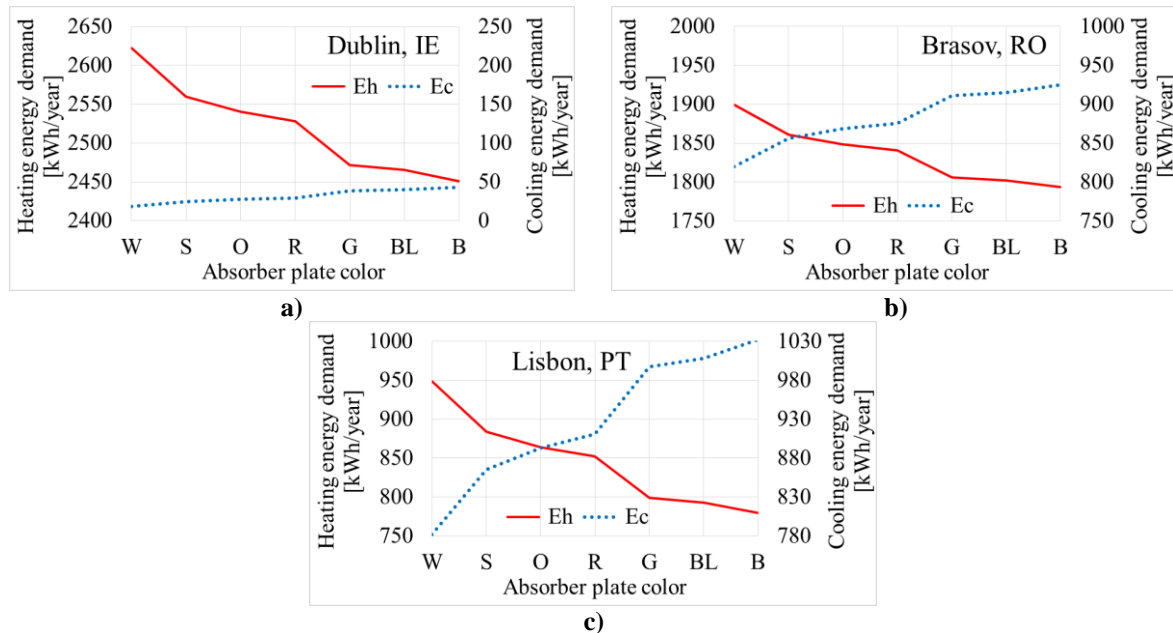 Dublin, IE
Heating energy demand
[kWh/year]
2650
2600
2550
2500
2450
2400
Eh Ec
250
200
150
100
50
0
Cooling energy demand
[kWh/year]
W S O R G BL B
Absorber plate color
a)
Brasov, RO
Heating energy demand
[kWh/year]
2000
1950
1900
1850
1800
1750
Eh Ec
1000
950
900
850
800
750
Cooling energy demand
[kWh/year]
W S O R G BL B
Absorber plate color
b)
Lisbon, PT
Heating energy demand
[kWh/year]
1000
950
900
850
800
750
Eh Ec
1030
980
930
880
830
780
Cooling energy demand
[kWh/year]
W S O R G BL B
Absorber plate color
c)